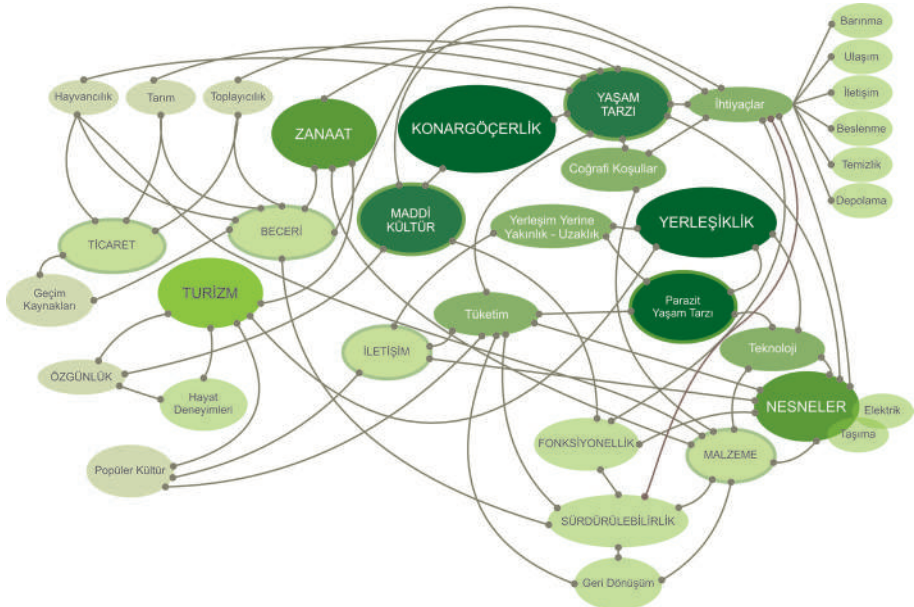 Barınma
Ulaşım
İletişim
Beslenme
Temizlik
Depolama
Hayvancılık
Tarım
Toplayıcılık
ZANAAT
KONARGÖÇERLİK
YAŞAM
TARZI
İhtiyaçlar
Coğrafi Koşullar
TİCARET
BECERİ
MADDİ
KÜLTÜR
Yerleşim Yerine
Yakınlık - Uzaklık
YERLEŞİKLİK
Geçim
Kaynakları
TURİZM
Tüketim
Parazit
Yaşam Tarzı
ÖZGÜNLÜK
Hayat
Deneyimleri
İLETİŞİM
Teknoloji
NESNELER
Elektrik
Taşıma
Popüler Kültür
FONKSİYONELLİK
MALZEME
SÜRDÜRÜLEBİLİRLİK
Geri Dönüşüm